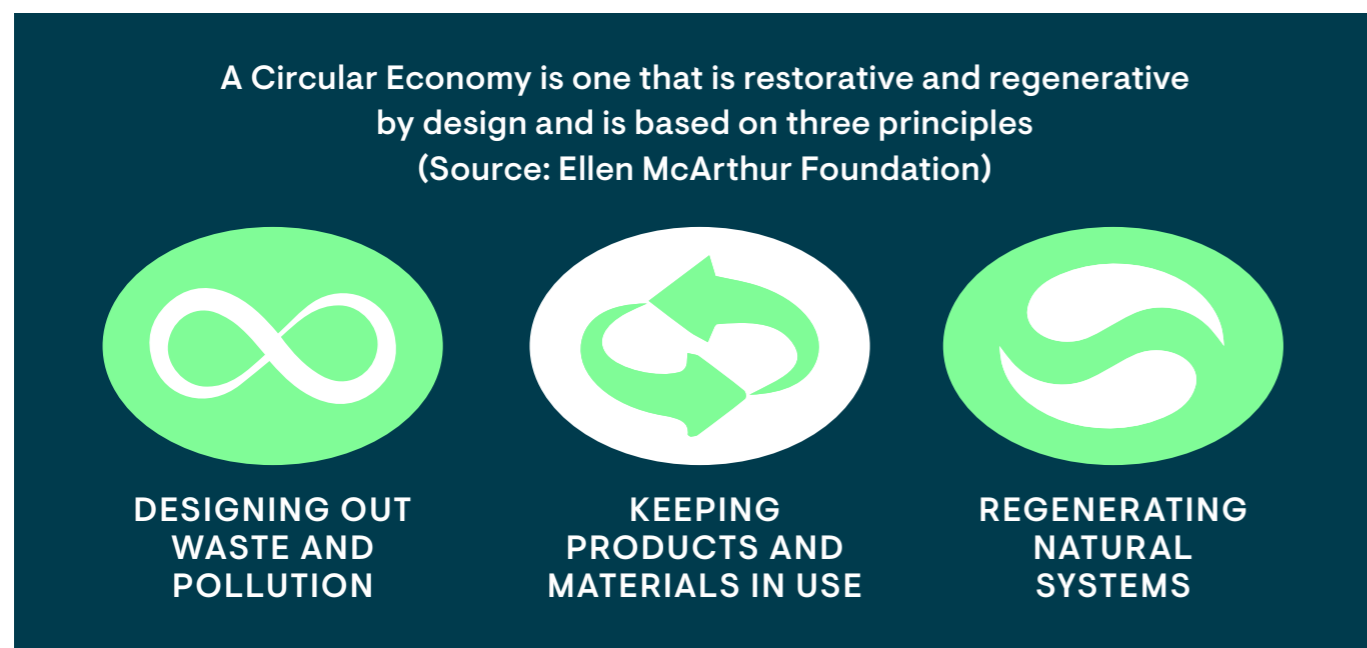 A Circular Economy is one that is restorative and regenerative
by design and is based on three principles
(Source: Ellen McArthur Foundation)
DESIGNING OUT
WASTE AND
POLLUTION
KEEPING
PRODUCTS AND
MATERIALS IN USE
REGENERATING
NATURAL
SYSTEMS